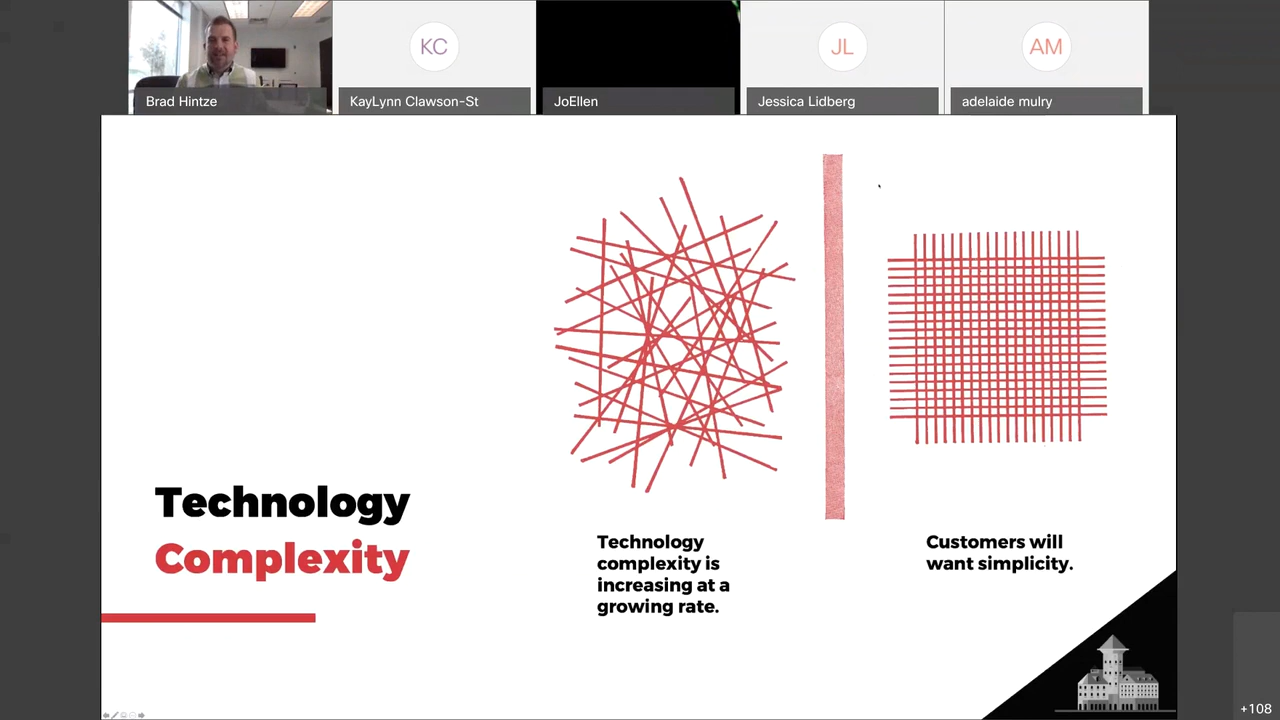 KC
JL
AM
Brad Hintze
KayLynn Clawson-St
JoEllen
Jessica Lidberg
adelaide mulry
Technology
Complexity
Technology
complexity is
increasing at a
growing rate.
Customers will
want simplicity.
+108